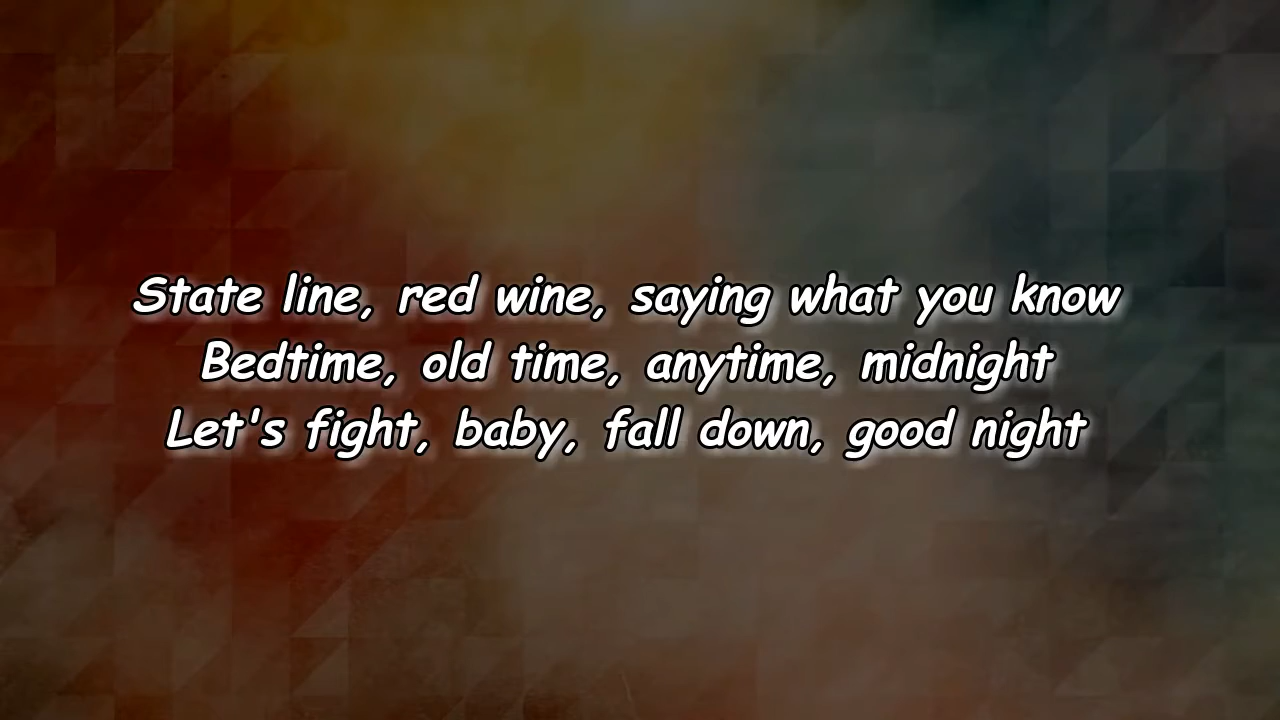 State line, red wine, saying what you know
Bedtime, old time, anytime, midnight
Let's fight, baby, fall down, good night